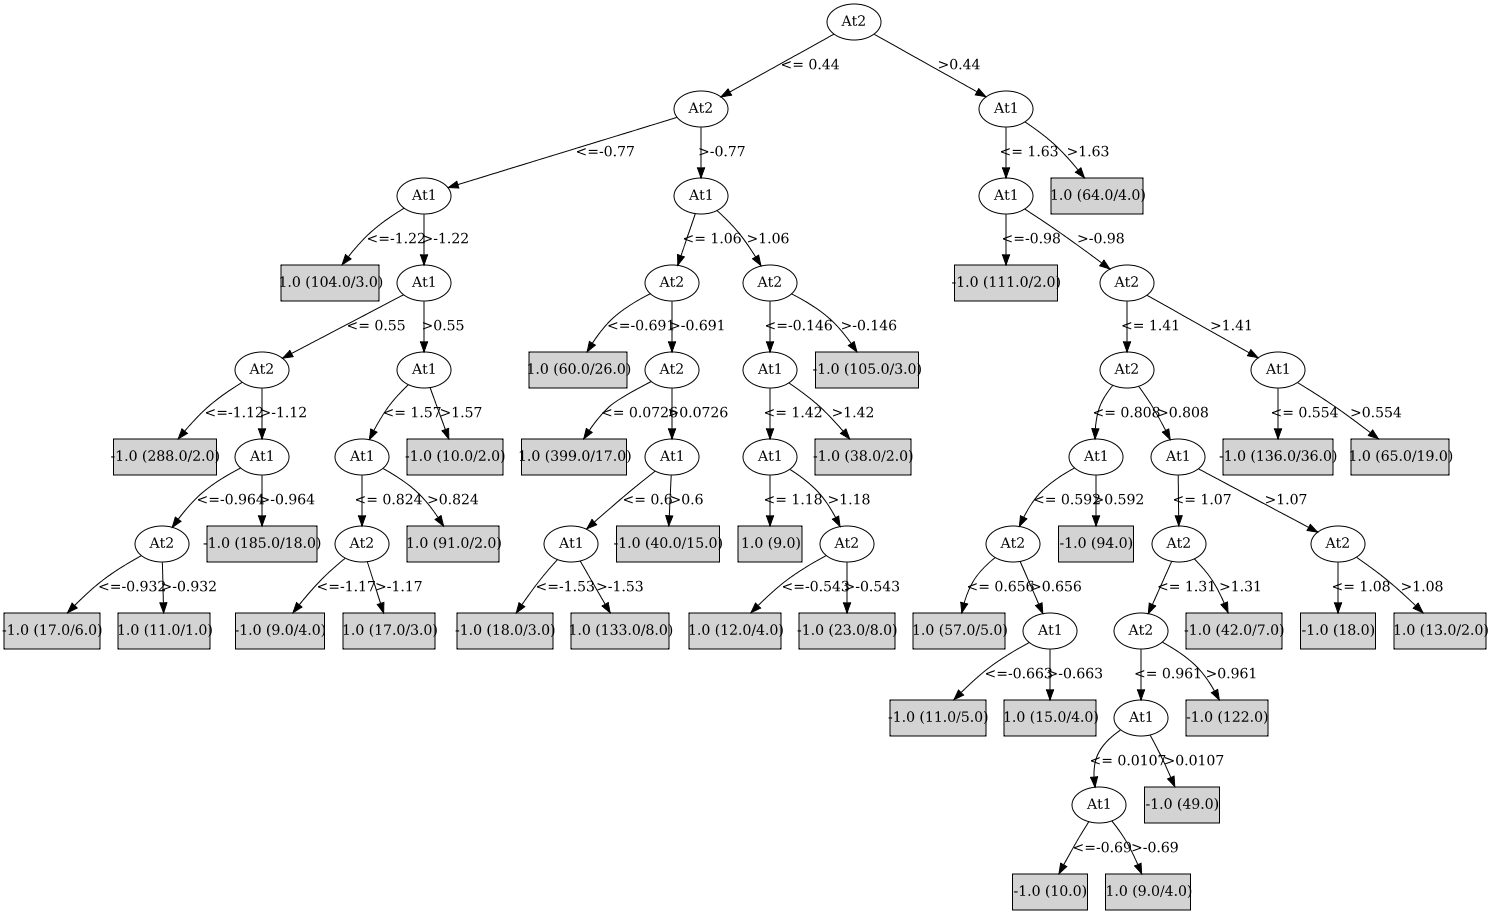 At2
<= 0.44 >0.44
At2 At1
<=-0.77 >-0.77 <= 1.63 >1.63
At1 At1 At1 1.0 (64.0/4.0)
<=-1.22 >-1.22 <= 1.06 >1.06 <=-0.98 >-0.98
1.0 (104.0/3.0) At1 At2 At2 -1.0 (111.0/2.0) At2
<= 0.55 >0.55 <=-0.691 >-0.691 <=-0.146 >-0.146 <= 1.41 >1.41
At2 At1 1.0 (60.0/26.0) At2 At1 -1.0 (105.0/3.0) At2 At1
<=-1.12 >-1.12 <= 1.57 >1.57 <= 0.0726 >0.0726 <= 1.42 >1.42 <= 0.808 >0.808 <= 0.554 >0.554
-1.0 (288.0/2.0) At1 At1 -1.0 (10.0/2.0) 1.0 (399.0/17.0) At1 At1 -1.0 (38.0/2.0) At1 At1 -1.0 (136.0/36.0) 1.0 (65.0/19.0)
<=-0.964 >-0.964 <= 0.824 >0.824 <= 0.6 >0.6 <= 1.18 >1.18 <= 0.592 >0.592 <= 1.07 >1.07
At2 -1.0 (185.0/18.0) At2 1.0 (91.0/2.0) At1 -1.0 (40.0/15.0) 1.0 (9.0) At2 At2 -1.0 (94.0) At2 At2
<=-0.932 >-0.932 <=-1.17 >-1.17 <=-1.53 >-1.53 <=-0.543 >-0.543 <= 0.656 >0.656 <= 1.31 >1.31 <= 1.08 >1.08
-1.0 (17.0/6.0) 1.0 (11.0/1.0) -1.0 (9.0/4.0) 1.0 (17.0/3.0) -1.0 (18.0/3.0) 1.0 (133.0/8.0) 1.0 (12.0/4.0) -1.0 (23.0/8.0) 1.0 (57.0/5.0) At1 At2 -1.0 (42.0/7.0) -1.0 (18.0) 1.0 (13.0/2.0)
<=-0.663 >-0.663 <= 0.961 >0.961
-1.0 (11.0/5.0) 1.0 (15.0/4.0) At1 -1.0 (122.0)
<= 0.0107 >0.0107
At1 -1.0 (49.0)
<=-0.69 >-0.69
-1.0 (10.0) 1.0 (9.0/4.0)